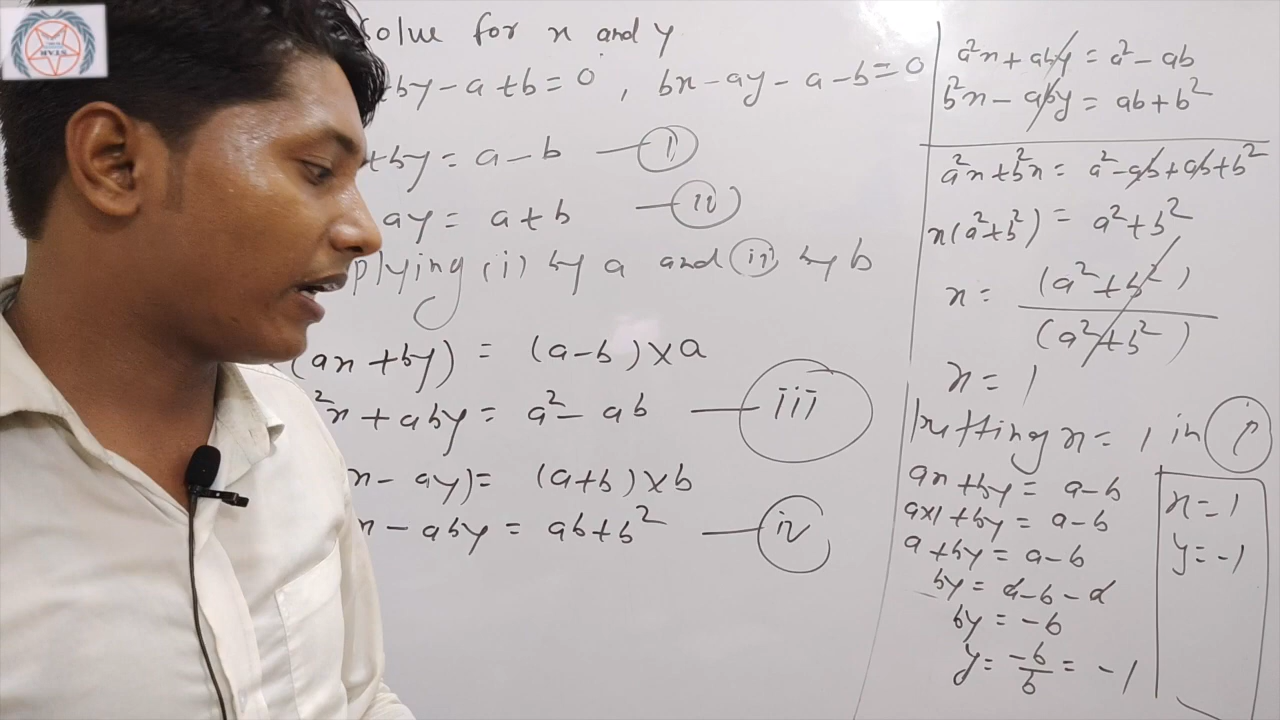 STAR
Solve for x and y
+by-a+b=0 , bx-ay-a-b=0
+by= a-b — (i)
ay= a+b — (ii)
plying (i) by a and (ii) by b
(ax+by) = (a-b)×a
²x+aby= a²-ab — (iii)
x-ay)= (a+b)×b
x-aby= ab+b² — (iv)
a²x+aby= a²-ab
b²x-aby= ab+b²
a²x+b²x= a²-ab+ab+b²
x(a²+b²)= a²+b²
x= (a²+b²)/(a²+b²)
x=1
Putting x=1 in (i)
ax+by= a-b
a×1+by= a-b
a+by= a-b
by= a-b-a
by= -b
y= -b/b = -1
x=1
y=-1